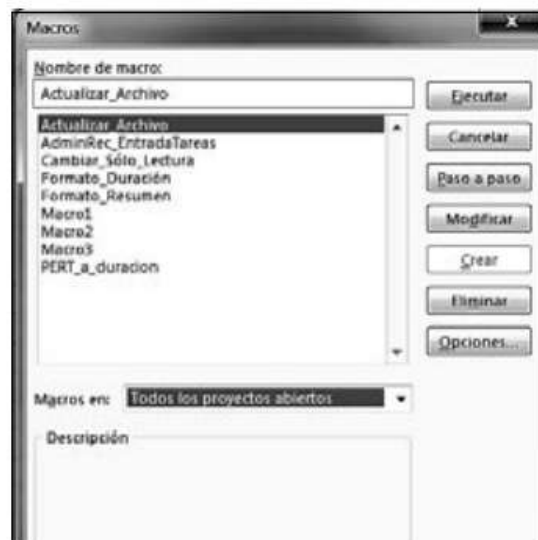 Macros
Nombre de macro:
Actualizar_Archivo
Ejecutar
Actualizar_Archivo
AdminRec_EntradaTareas
Cambiar_Sólo_Lectura
Formato_Duración
Formato_Resumen
Macro1
Macro2
Macro3
PERT_a_duracion
Cancelar
Paso a paso
Modificar
Crear
Eliminar
Opciones...
Macros en: Todos los proyectos abiertos
Descripción